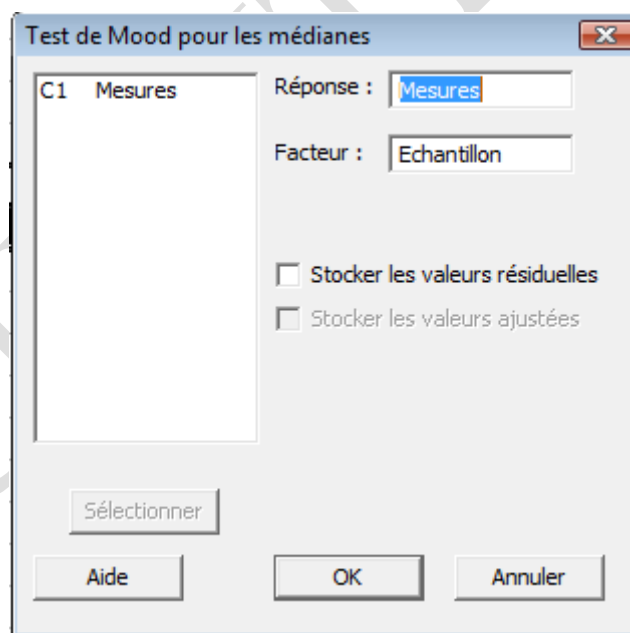 Test de Mood pour les médianes
C1 Mesures
Réponse : Mesures
Facteur : Echantillon
Stocker les valeurs résiduelles
Stocker les valeurs ajustées
Sélectionner
Aide OK Annuler